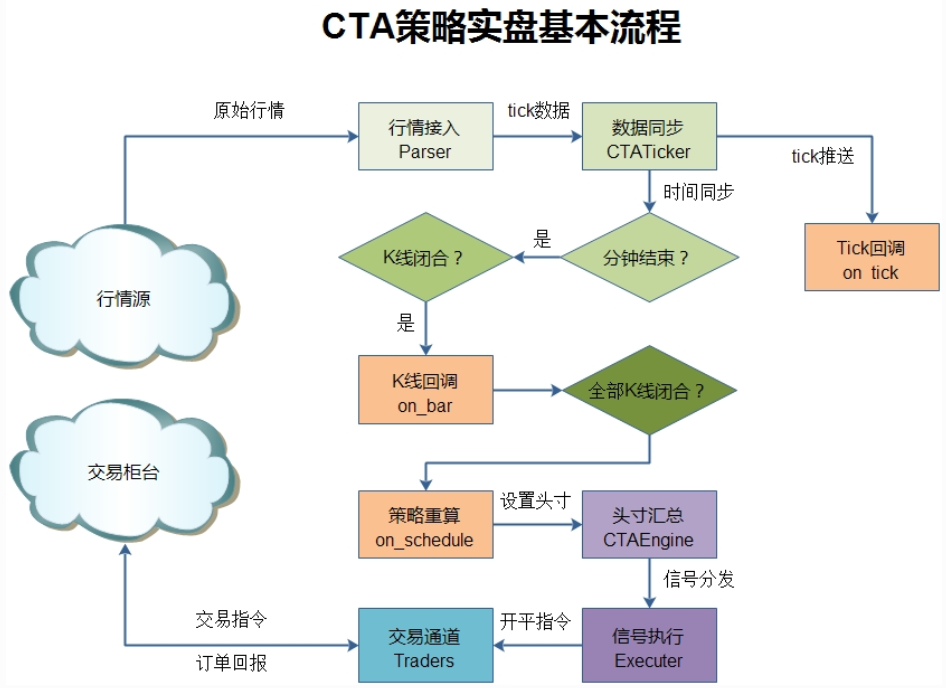 CTA策略实盘基本流程
原始行情
行情接入
Parser
tick数据
数据同步
CTATicker
tick推送
时间同步
K线闭合？
是
分钟结束？
Tick回调
on tick
行情源
是
K线回调
on_bar
全部K线闭合？
交易柜台
策略重算
on_schedule
设置头寸
头寸汇总
CTAEngine
信号分发
交易指令
订单回报
交易通道
Traders
开平指令
信号执行
Executer